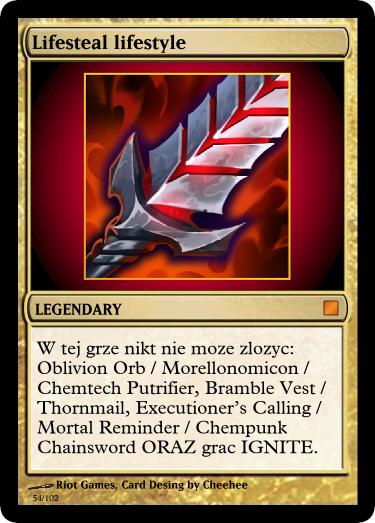 Lifesteal lifestyle
LEGENDARY
W tej grze nikt nie moze zlozyc:
Oblivion Orb / Morellonomicon /
Chemtech Putrifier, Bramble Vest /
Thornmail, Executioner's Calling /
Mortal Reminder / Chempunk
Chainsword ORAZ grac IGNITE.
Riot Games, Card Desing by Cheehee
54/102